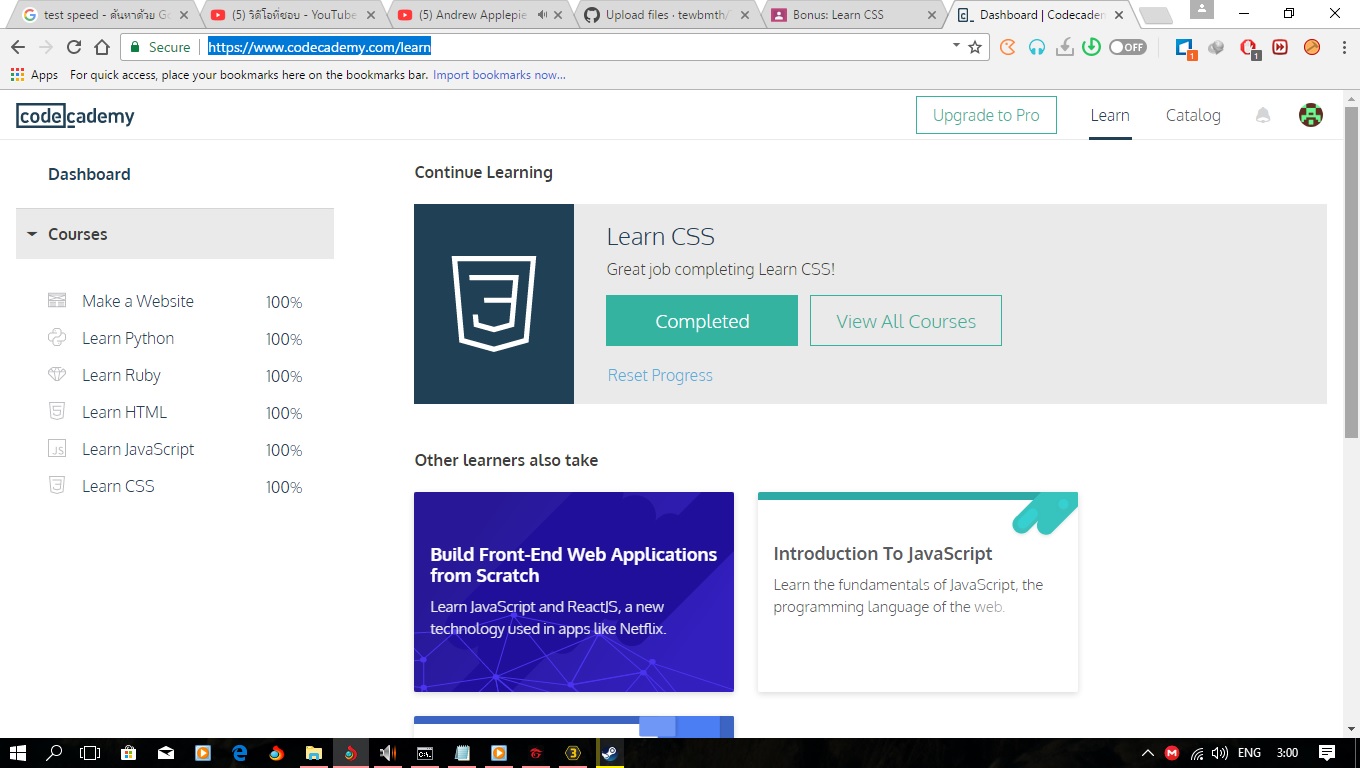 test speed - ค้นหาด้วย Go
(5) วิดีโอที่ชอบ - YouTube
(5) Andrew Applepie
Upload files · tewbmth/
Bonus: Learn CSS
Dashboard | Codecadem
Secure
https://www.codecademy.com/learn
OFF
1
1
Apps
For quick access, place your bookmarks here on the bookmarks bar. Import bookmarks now...
codecademy
Upgrade to Pro
Learn
Catalog
Dashboard
Continue Learning
Courses
Learn CSS
Great job completing Learn CSS!
Completed
View All Courses
Reset Progress
Make a Website 100%
Learn Python 100%
Learn Ruby 100%
Learn HTML 100%
JS
Learn JavaScript 100%
Learn CSS 100%
Other learners also take
Build Front-End Web Applications
from Scratch
Learn JavaScript and ReactJS, a new
technology used in apps like Netflix.
Introduction To JavaScript
Learn the fundamentals of JavaScript, the
programming language of the web.
C:\
3
M
ENG
3:00